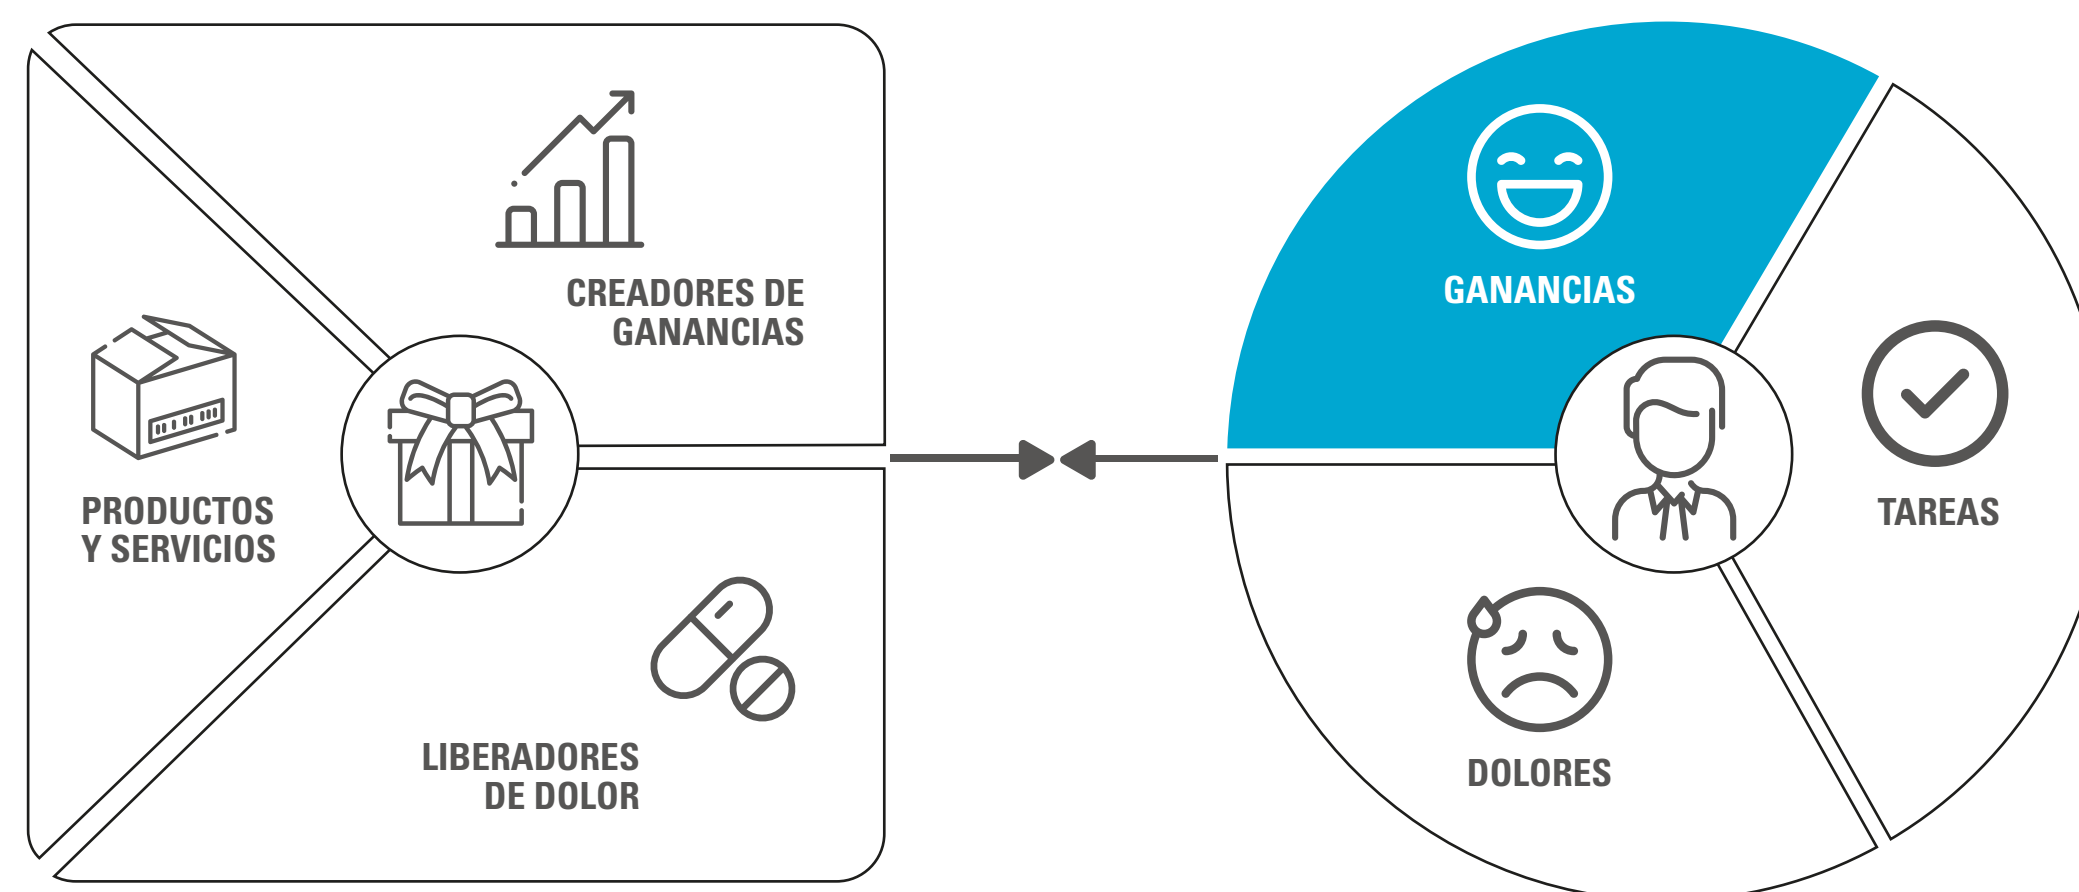 CREADORES DE
GANANCIAS
PRODUCTOS
Y SERVICIOS
LIBERADORES
DE DOLOR
GANANCIAS
TAREAS
DOLORES